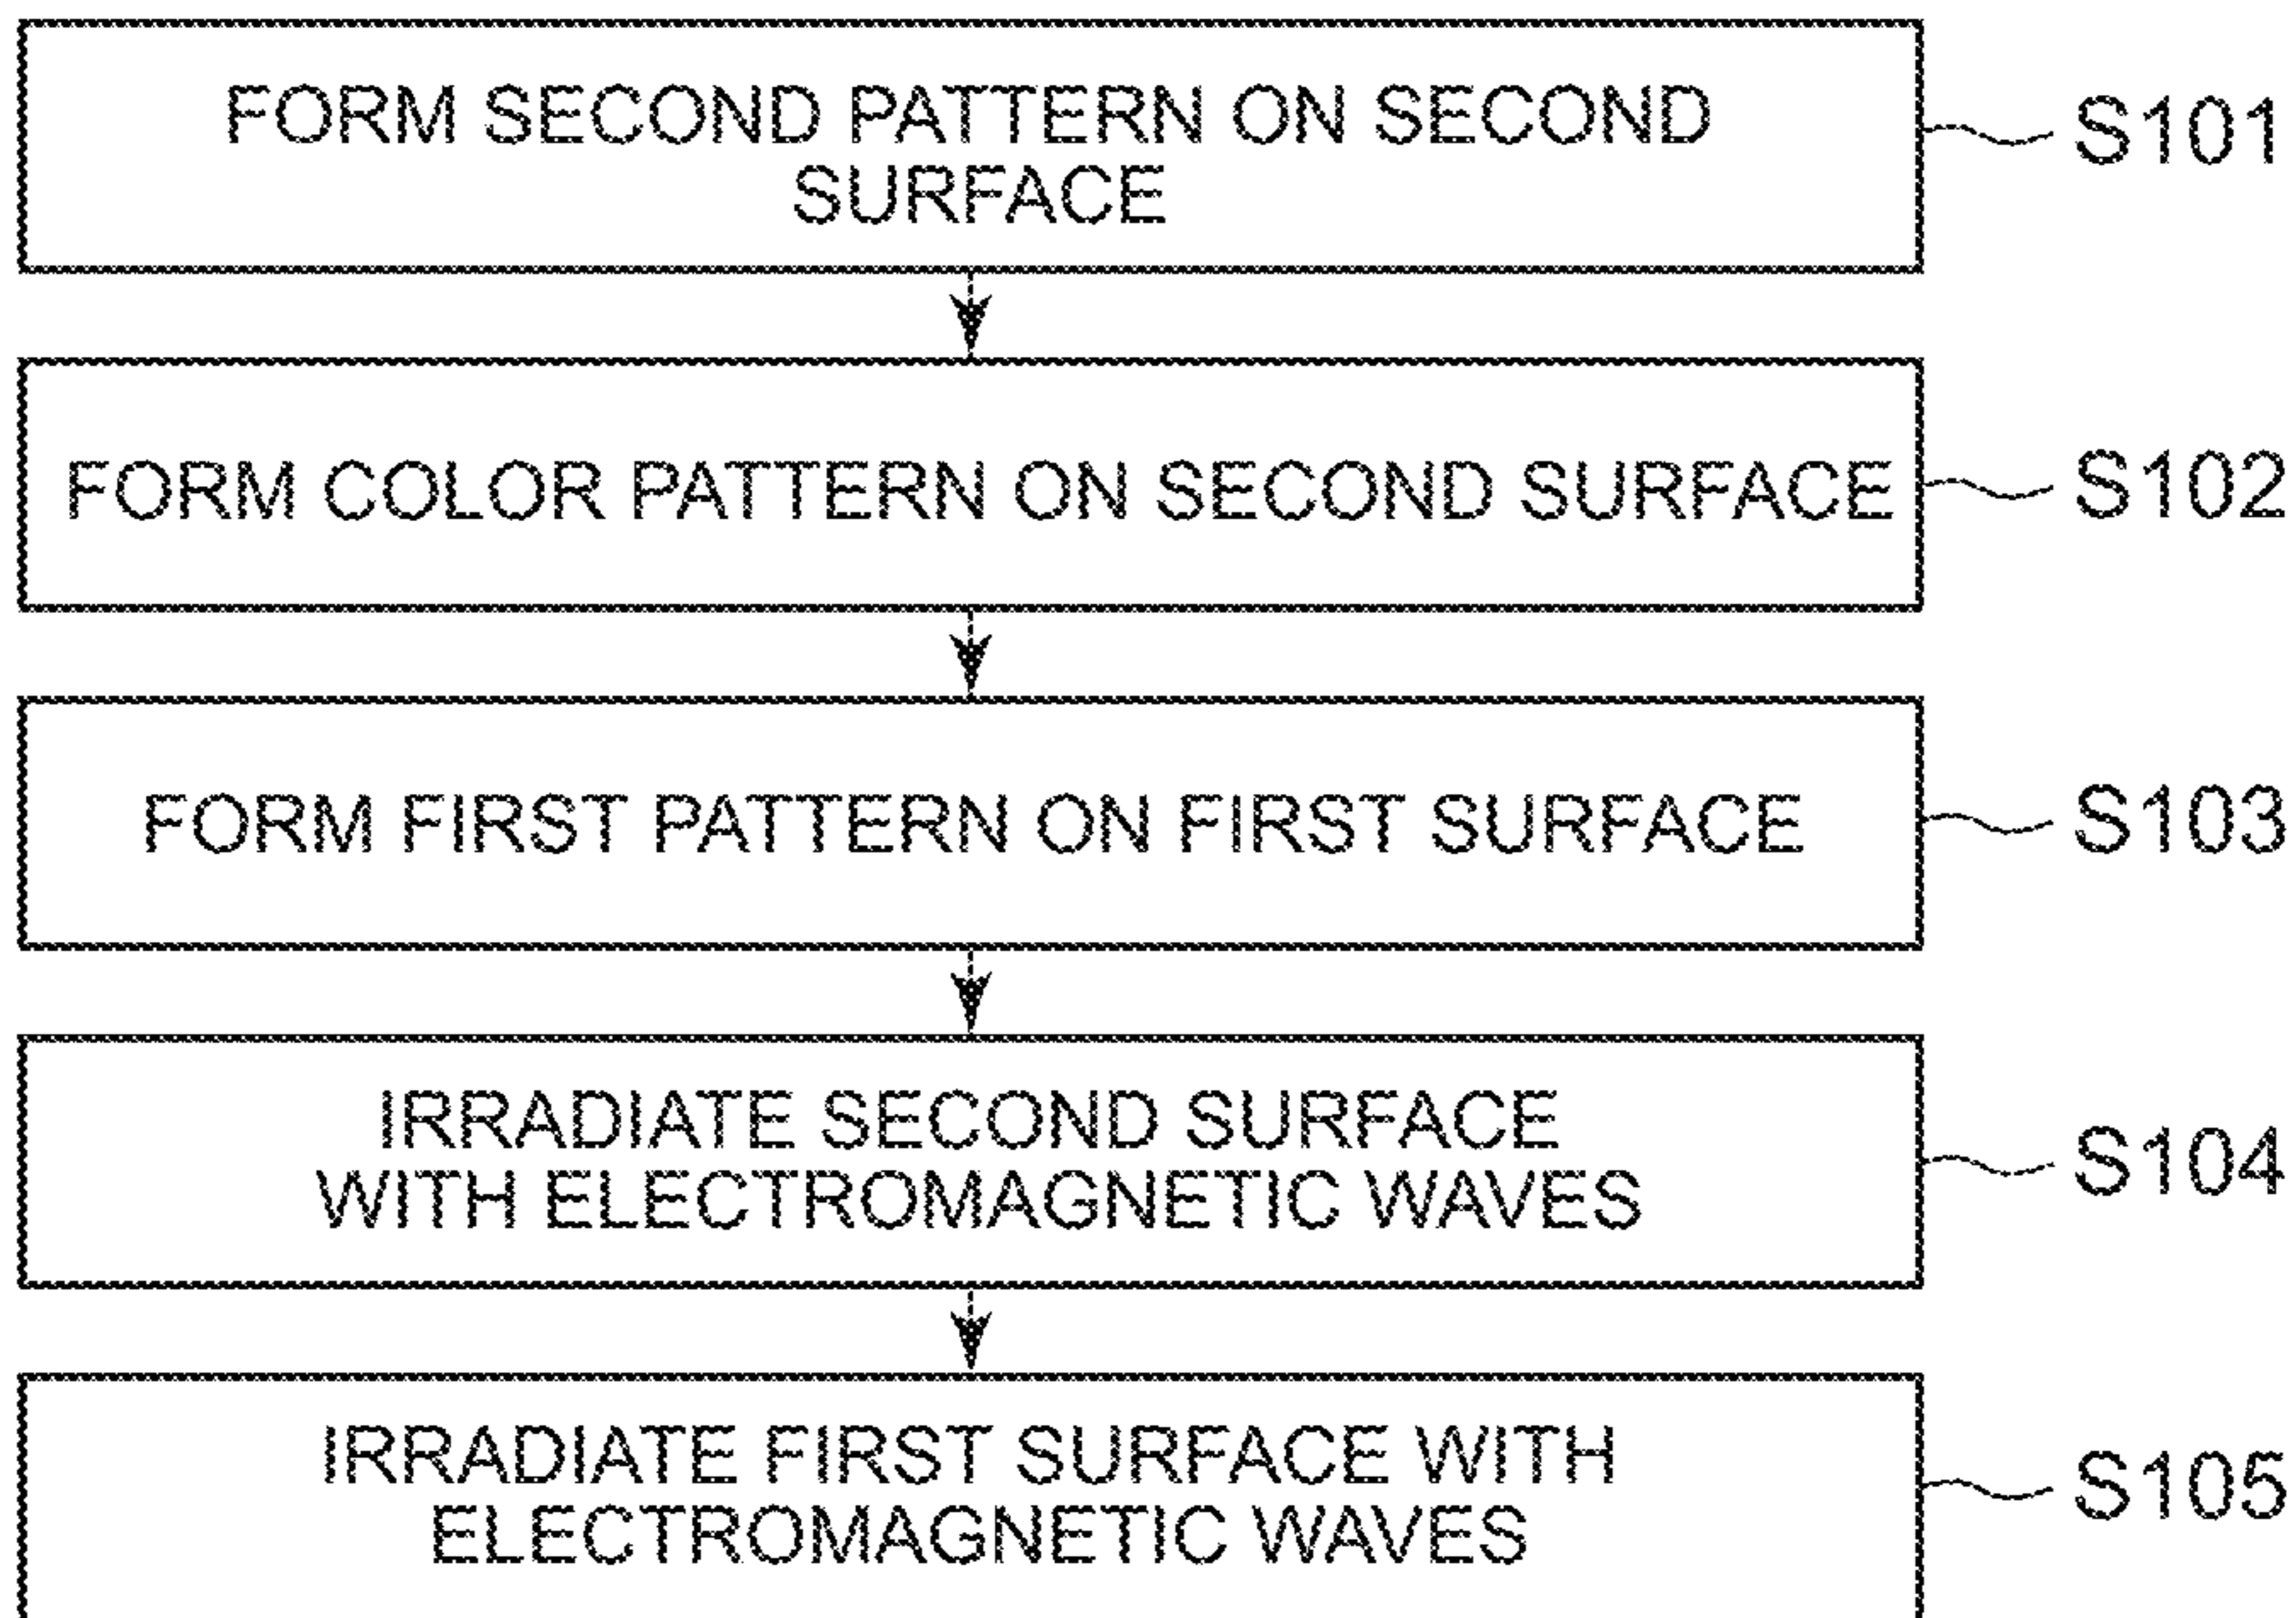 FORM SECOND PATTERN ON SECOND
SURFACE
S101
FORM COLOR PATTERN ON SECOND SURFACE
S102
FORM FIRST PATTERN ON FIRST SURFACE
S103
IRRADIATE SECOND SURFACE
WITH ELECTROMAGNETIC WAVES
S104
IRRADIATE FIRST SURFACE WITH
ELECTROMAGNETIC WAVES
S105